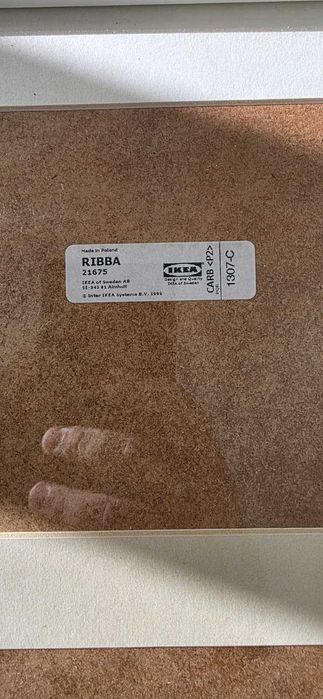 Made in Poland
RIBBA
21675
IKEA of Sweden AB
SE-343 81 Älmhult
© Inter IKEA Systems B.V. 1999
IKEA
Design and Quality
IKEA of Sweden
CARB <P2>
1307-C